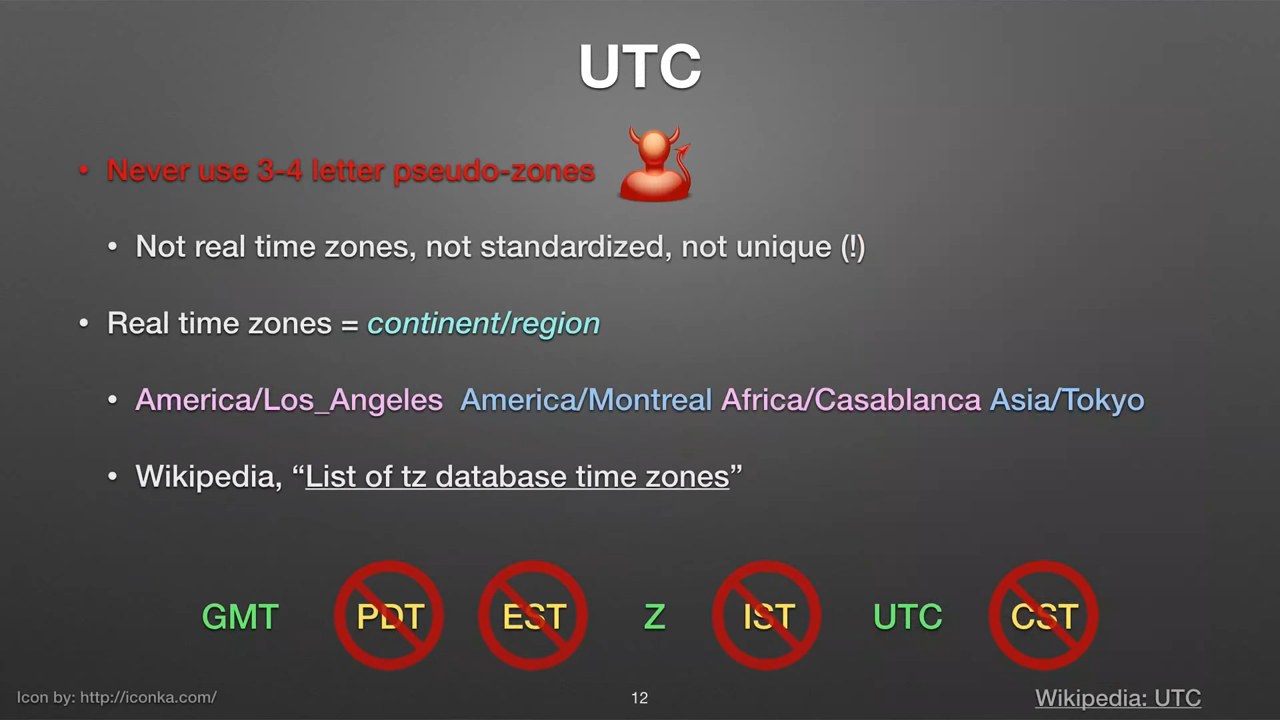 UTC
• Never use 3-4 letter pseudo-zones
• Not real time zones, not standardized, not unique (!)
• Real time zones = continent/region
• America/Los_Angeles America/Montreal Africa/Casablanca Asia/Tokyo
• Wikipedia, “List of tz database time zones”
GMT PDT EST Z IST UTC CST
Icon by: http://iconka.com/ 12 Wikipedia: UTC